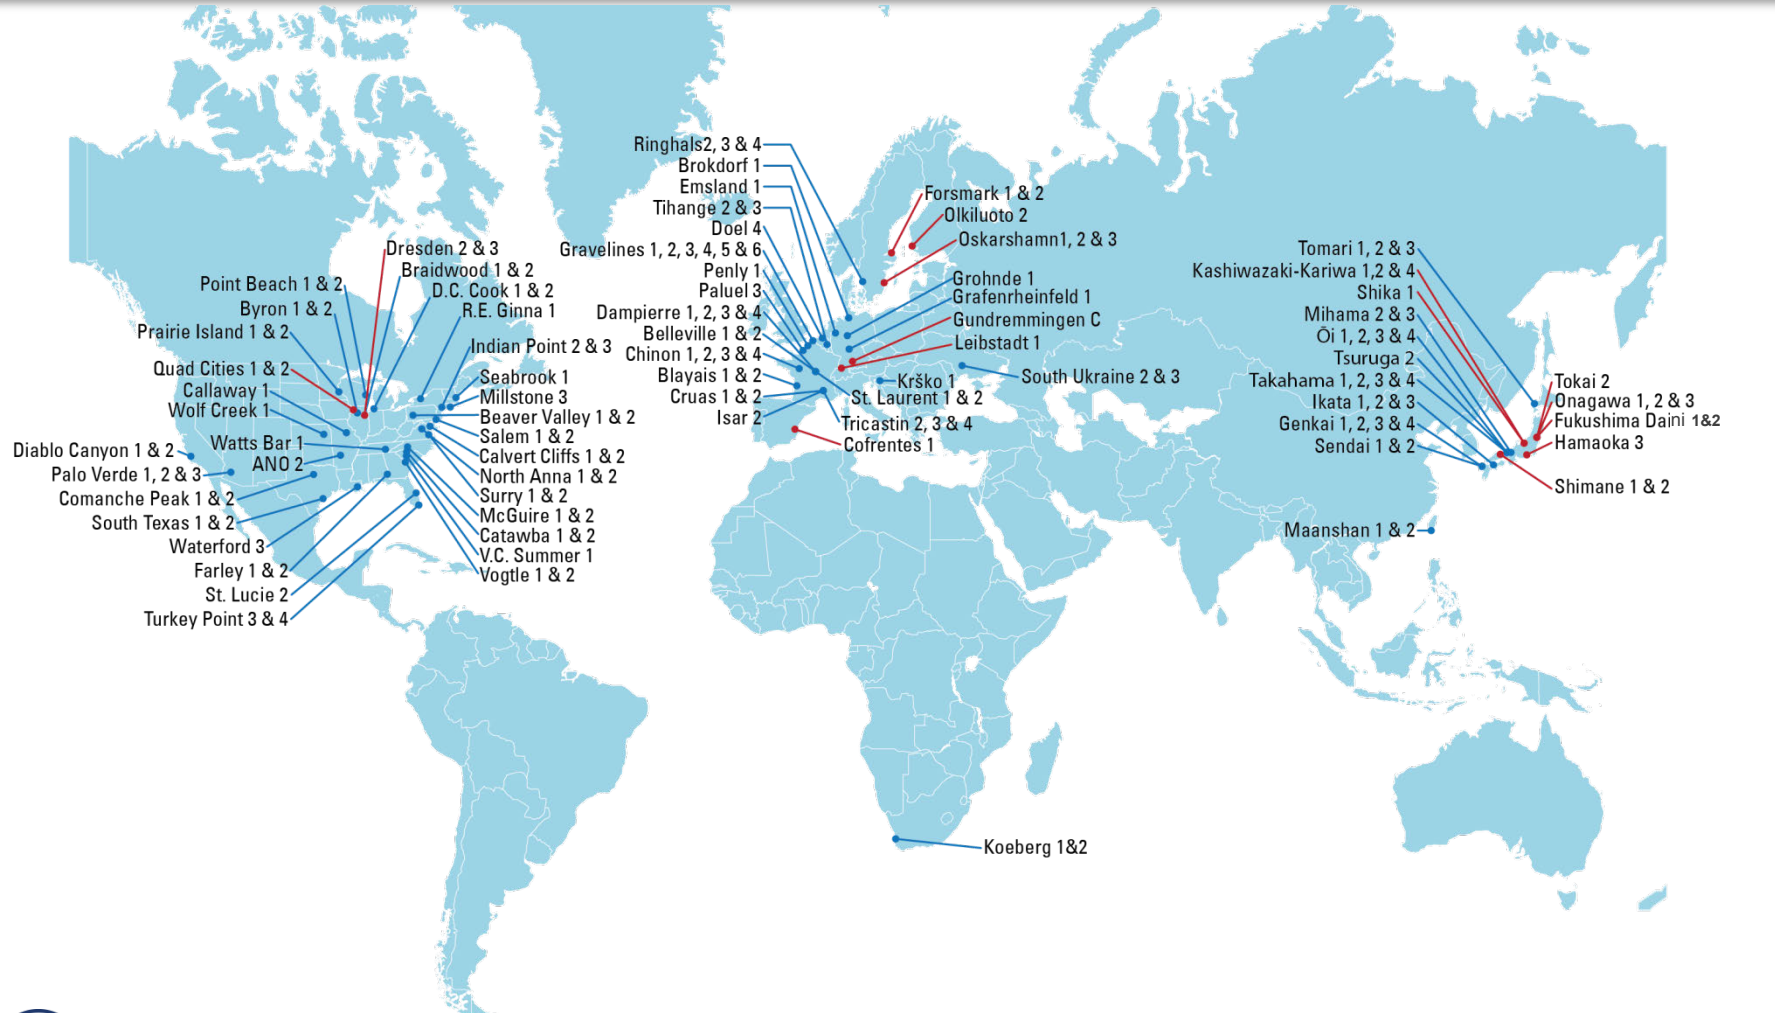 Dresden 2 & 3
Braidwood 1 & 2
Point Beach 1 & 2
D.C. Cook 1 & 2
Byron 1 & 2
R.E. Ginna 1
Prairie Island 1 & 2
Indian Point 2 & 3
Quad Cities 1 & 2
Seabrook 1
Callaway 1
Millstone 3
Wolf Creek 1
Beaver Valley 1 & 2
Salem 1 & 2
Watts Bar 1
Diablo Canyon 1 & 2
Calvert Cliffs 1 & 2
ANO 2
Palo Verde 1, 2 & 3
North Anna 1 & 2
Comanche Peak 1 & 2
Surry 1 & 2
McGuire 1 & 2
South Texas 1 & 2
Catawba 1 & 2
Waterford 3
V.C. Summer 1
Farley 1 & 2
Vogtle 1 & 2
St. Lucie 2
Turkey Point 3 & 4
Ringhals2, 3 & 4
Brokdorf 1
Emsland 1
Tihange 2 & 3
Doel 4
Gravelines 1, 2, 3, 4, 5 & 6
Penly 1
Paluel 3
Dampierre 1, 2, 3 & 4
Belleville 1 & 2
Chinon 1, 2, 3 & 4
Blayais 1 & 2
Cruas 1 & 2
Isar 2
Forsmark 1 & 2
Olkiluoto 2
Oskarshamn1, 2 & 3
Grohnde 1
Grafenrheinfeld 1
Gundremmingen C
Leibstadt 1
South Ukraine 2 & 3
Krško 1
St. Laurent 1 & 2
Tricastin 2, 3 & 4
Cofrentes 1
Koeberg 1&2
Tomari 1, 2 & 3
Kashiwazaki-Kariwa 1,2 & 4
Shika 1
Mihama 2 & 3
Ōi 1, 2, 3 & 4
Tsuruga 2
Takahama 1, 2, 3 & 4
Ikata 1, 2 & 3
Genkai 1, 2, 3 & 4
Sendai 1 & 2
Tokai 2
Onagawa 1, 2 & 3
Fukushima Daini 1&2
Hamaoka 3
Shimane 1 & 2
Maanshan 1 & 2